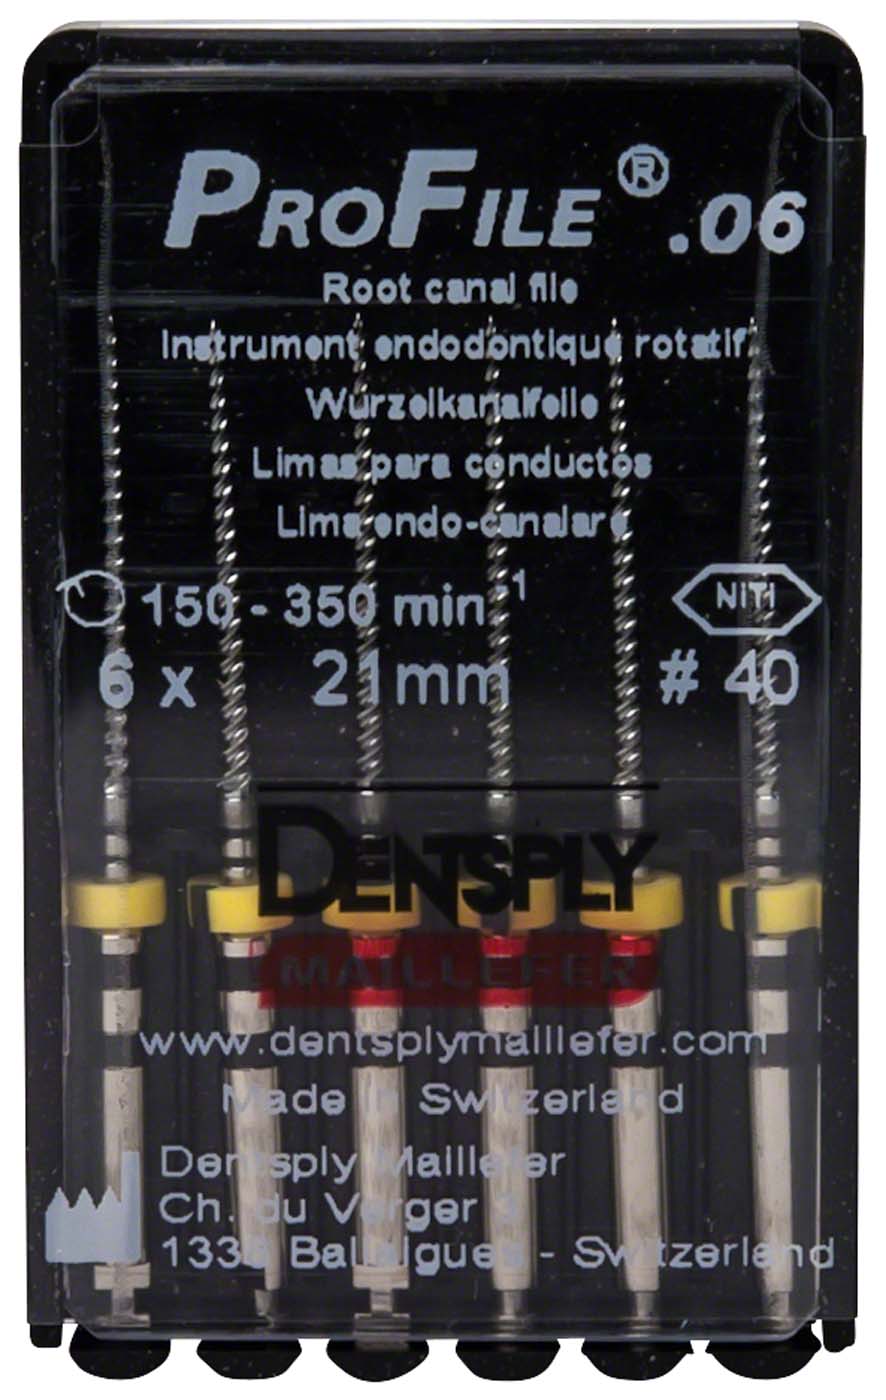 PROFILE® .06
Root canal file
Instrument endodontique rotatif
Wurzelkanalfeile
Limas para conductos
Lima endo-canalare
150 - 350 min-1
NiTi
6 x 21mm # 40
DENTSPLY
MAILLEFER
www.dentsplymaillefer.com
Made in Switzerland
Dentsply Maillefer
Ch. du Verger 3
1338 Ballaigues - Switzerland